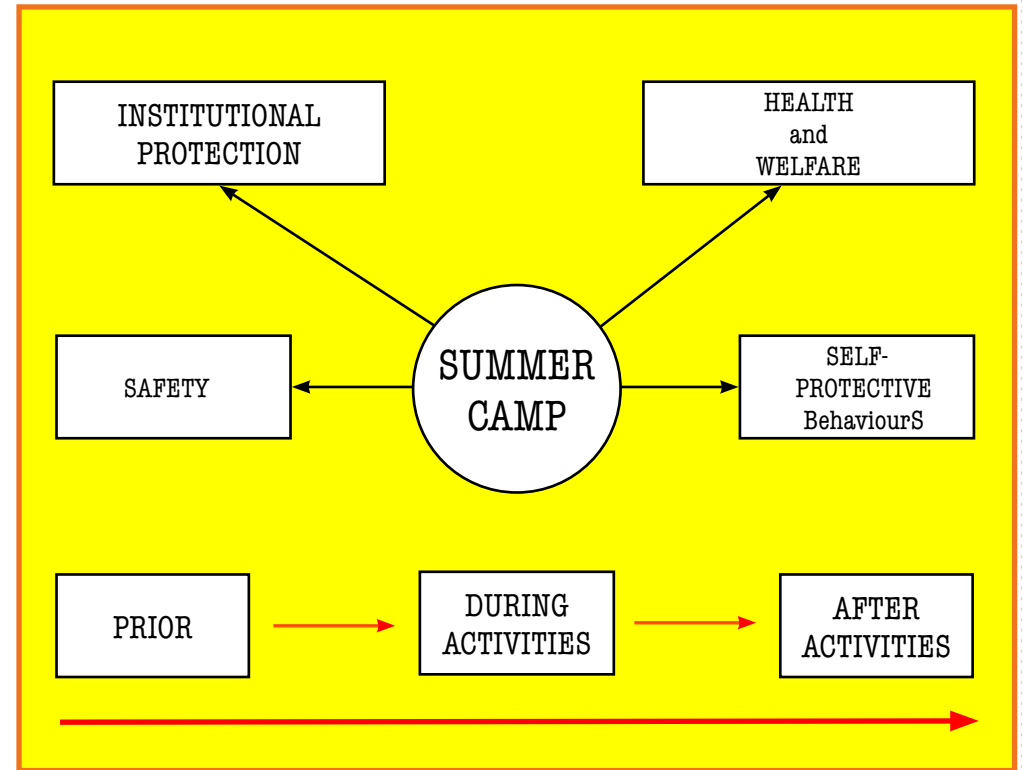 INSTITUTIONAL
PROTECTION
HEALTH
and
WELFARE
SAFETY
SUMMER
CAMP
SELF-
PROTECTIVE
BehaviourS
PRIOR
DURING
ACTIVITIES
AFTER
ACTIVITIES